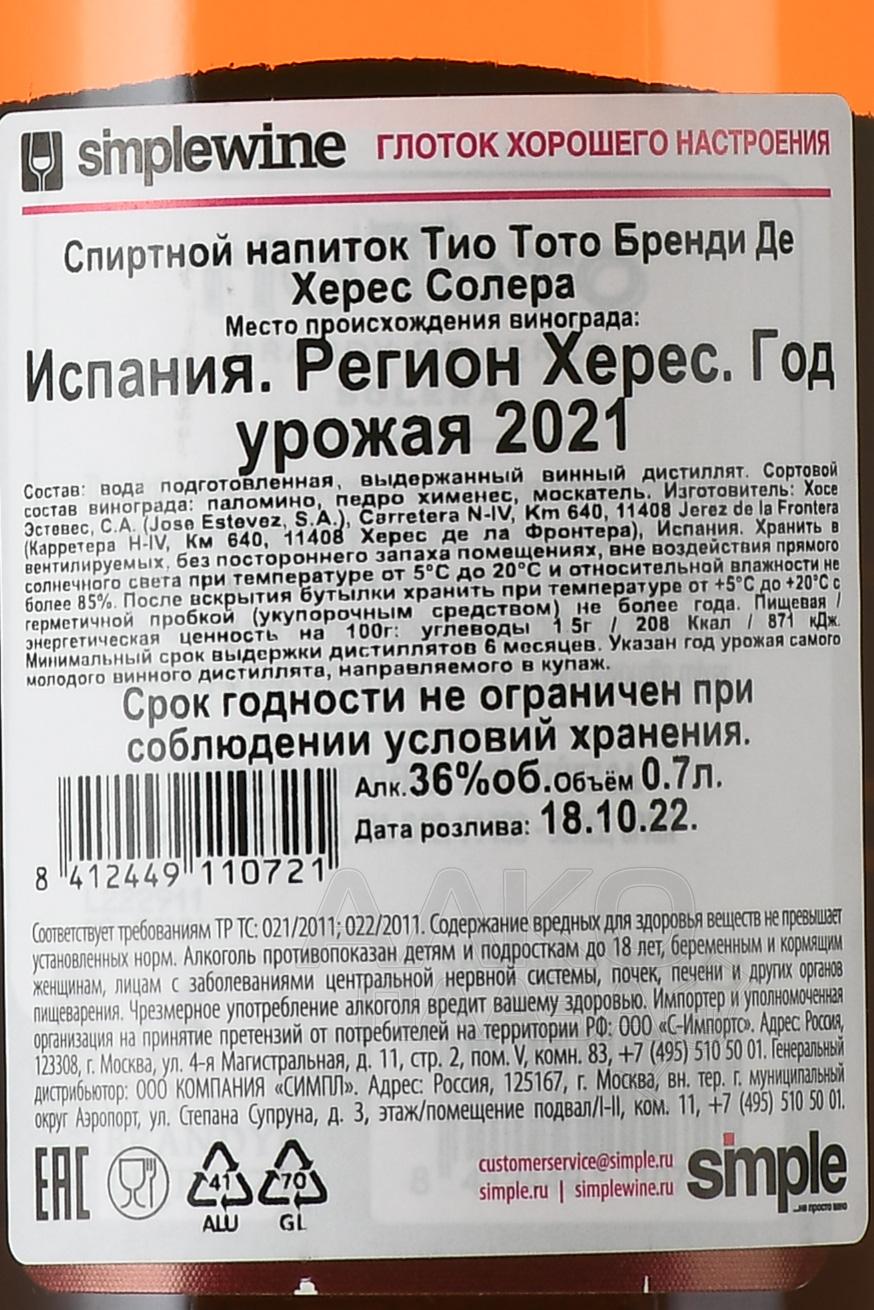 simplewine ГЛОТОК ХОРОШЕГО НАСТРОЕНИЯ
Спиртной напиток Тио Тото Бренди Де
Херес Солера
Место происхождения винограда:
Испания. Регион Херес. Год
урожая 2021
Состав: вода подготовленная, выдержанный винный дистиллят. Сортовой
состав винограда: паломино, педро хименес, москатель. Изготовитель: Хосе
Эстевес, С.А. (Jose Estevez, S.A.), Carretera N-IV, Km 640, 11408 Jerez de la Frontera
(Карретера Н-IV, Км 640, 11408 Херес де ла Фронтера), Испания. Хранить в
вентилируемых, без постороннего запаха помещениях, вне воздействия прямого
солнечного света при температуре от 5°С до 20°С и относительной влажности не
более 85%. После вскрытия бутылки хранить при температуре от +5°С до +20°С с
герметичной пробкой (укупорочным средством) не более года. Пищевая /
энергетическая ценность на 100г: углеводы 1 5г / 208 Ккал / 871 кДж.
Минимальный срок выдержки дистиллятов 6 месяцев. Указан год урожая самого
молодого винного дистиллята, направляемого в купаж.
Срок годности не ограничен при
соблюдении условий хранения.
Алк.36%об.Объём 0.7л.
Дата розлива: 18.10.22.
8 412449 110721
Соответствует требованиям ТР ТС: 021/2011; 022/2011. Содержание вредных для здоровья веществ не превышает
установленных норм. Алкоголь противопоказан детям и подросткам до 18 лет, беременным и кормящим
женщинам, лицам с заболеваниями центральной нервной системы, почек, печени и других органов
пищеварения. Чрезмерное употребление алкоголя вредит вашему здоровью. Импортер и уполномоченная
организация на принятие претензий от потребителей на территории РФ: ООО «С-Импортс». Адрес: Россия,
123308, г. Москва, ул. 4-я Магистральная, д. 11, стр. 2, пом. V, комн. 83, +7 (495) 510 50 01. Генеральный
дистрибьютор: ООО КОМПАНИЯ «СИМПЛ». Адрес: Россия, 125167, г. Москва, вн. тер. г. муниципальный
округ Аэропорт, ул. Степана Супруна, д. 3, этаж/помещение подвал/I-II, ком. 11, +7 (495) 510 50 01.
EAC
41
ALU
70
GL
customerservice@simple.ru
simple.ru | simplewine.ru
simple
...не просто вино